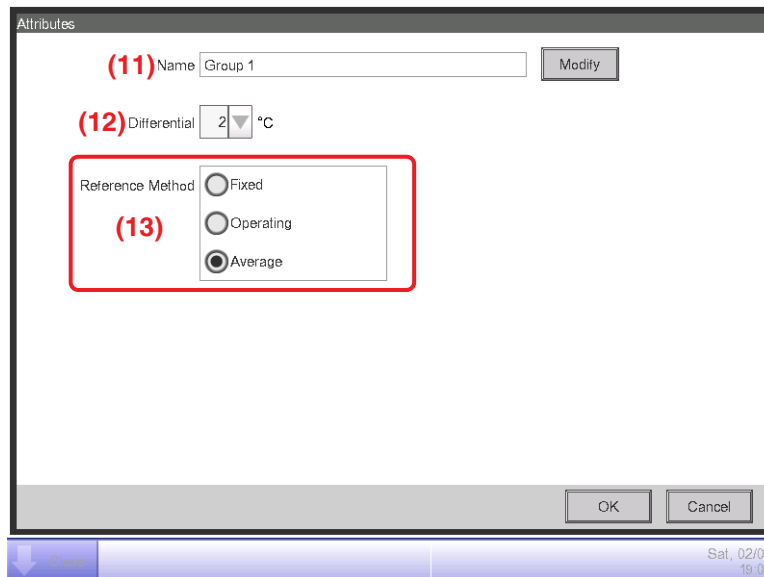 Attributes
(11) Name Group 1 Modify
(12) Differential 2 °C
Reference Method Fixed
(13) Operating
Average
OK Cancel
Close Sat, 02/0
19:0